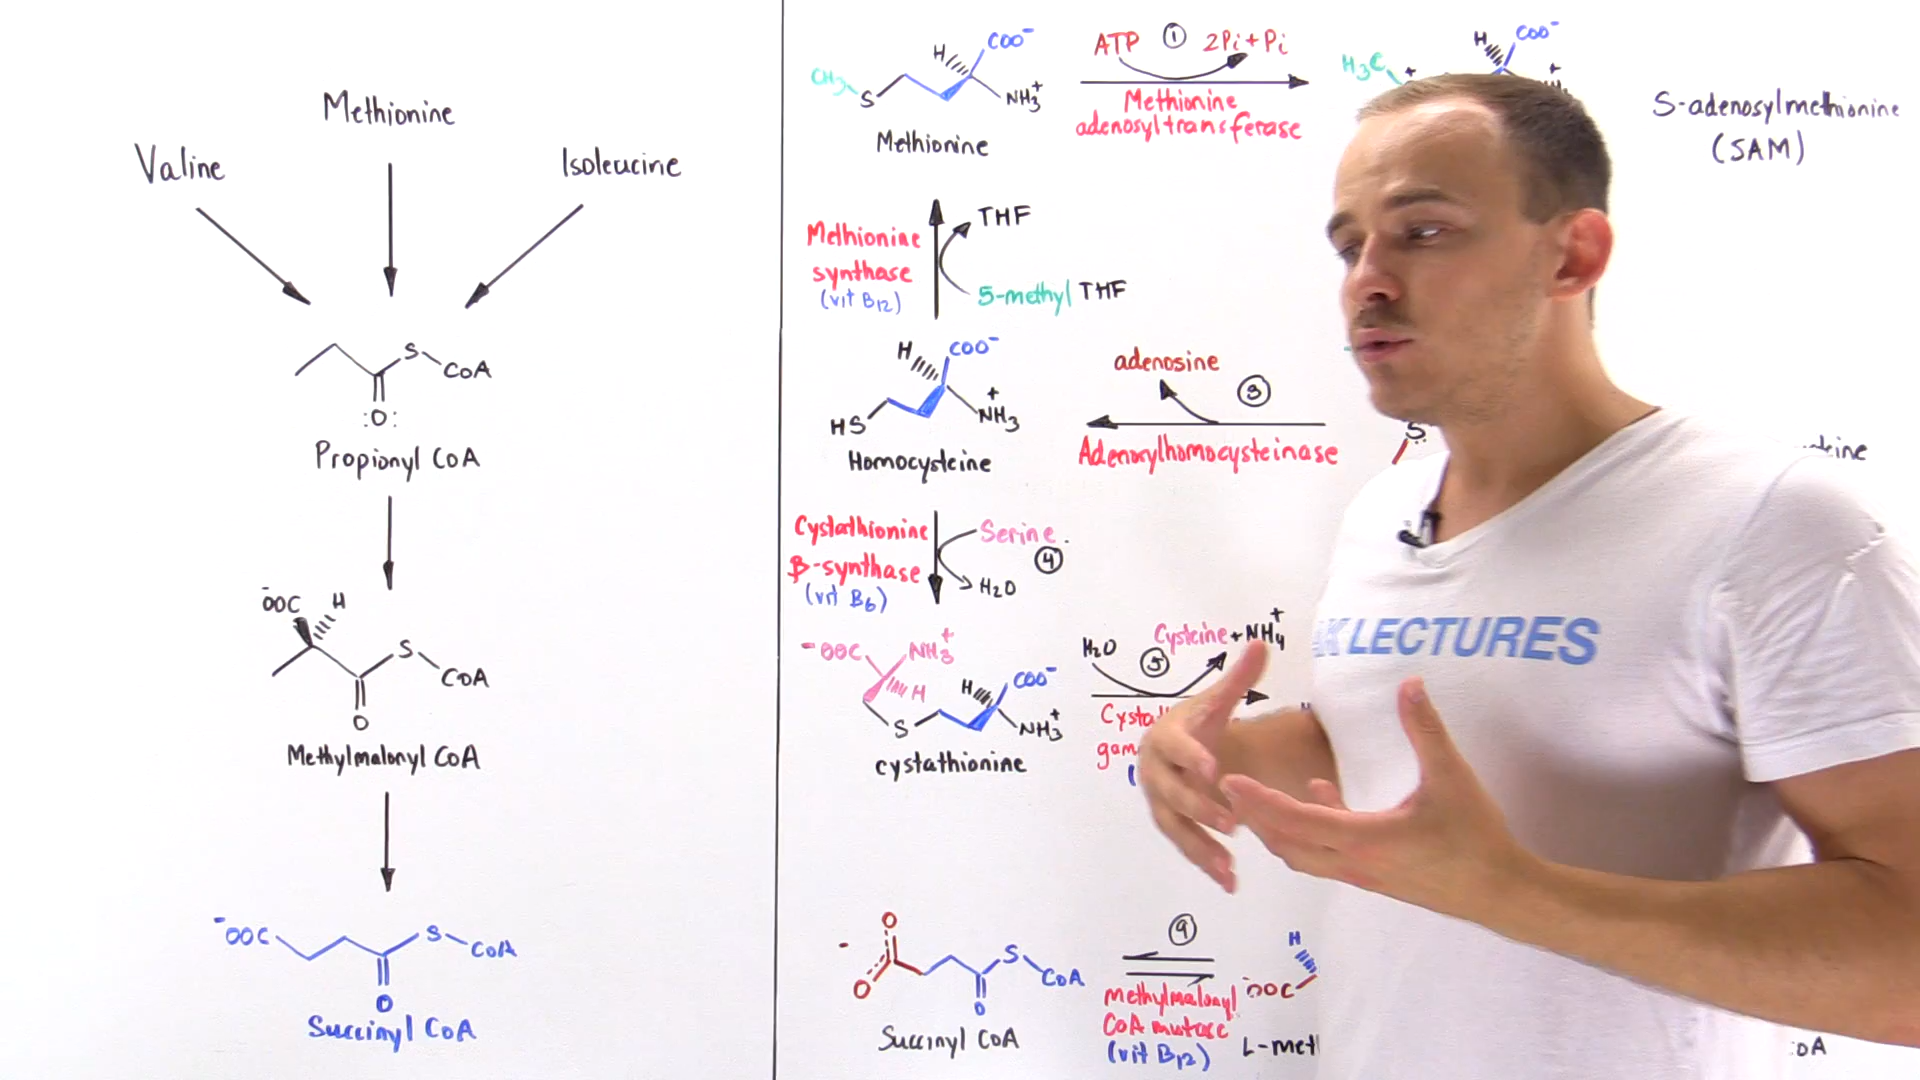 Methionine
Valine
Isoleucine
S
CoA
:O:
Propionyl CoA
-OOC H
S
CoA
O
Methylmalonyl CoA
-OOC
S
CoA
O
Succinyl CoA
CH3
S
H
COO-
NH3+
Methionine
ATP 1 2Pi+Pi
Methionine
adenosyltransferase
H3C
+
H
COO-
S-adenosylmethionine
(SAM)
Methionine
synthase
(vit B12)
THF
5-methyl THF
H COO-
HS
+
NH3
Homocysteine
adenosine
3
Adenosylhomocysteinase
S
Cystathionine
β-synthase
(vit B6)
Serine
4
H2O
-OOC NH3+
H
H COO-
S
NH3+
cystathionine
H2O 5 Cysteine + NH4+
Cysta
gam
(
O
-
O
S
CoA
O
Succinyl CoA
9
Methylmalonyl
CoA mutase
(vit B12)
H
-OOC
L-met
oA
LECTURES